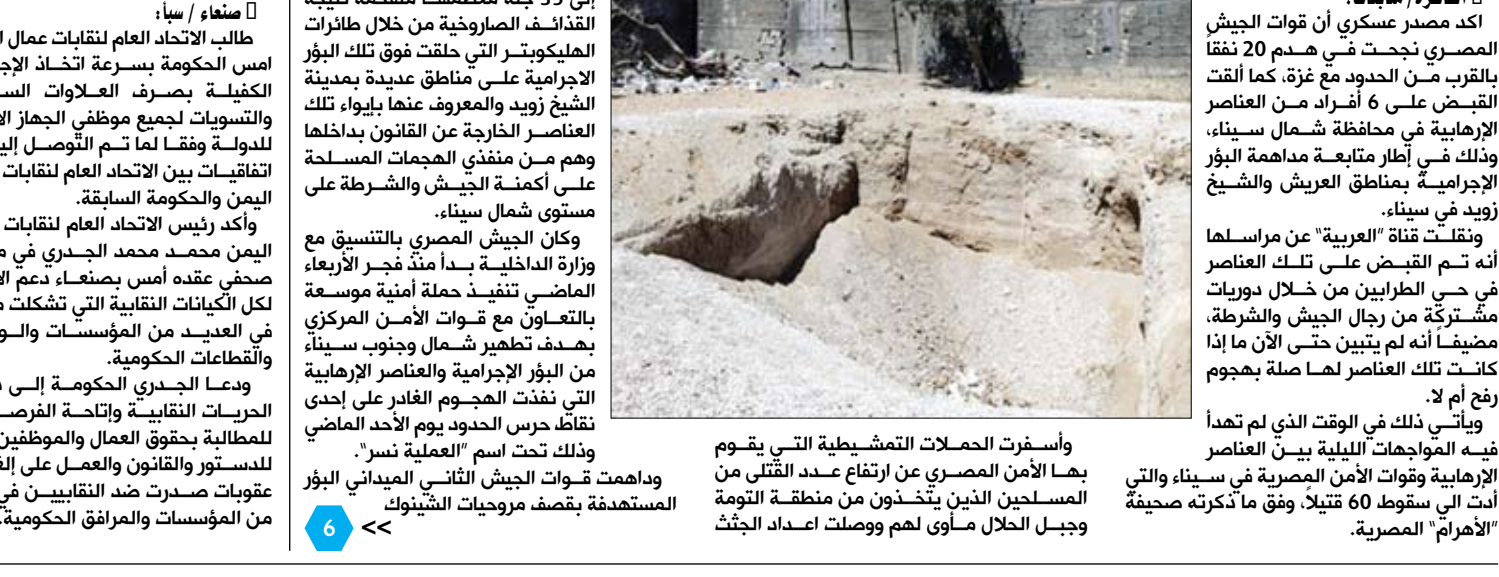 اكد مصدر عسكري أن قوات الجيش
المصري نجحت في هدم 20 نفقاً
بالقرب من الحدود مع غزة، كما ألقت
القبض على 6 أفراد من العناصر
الإرهابية في محافظة شمال سيناء،
وذلك في إطار متابعة مداهمة البؤر
الإجرامية بمناطق العريش والشيخ
زويد في سيناء.
ونقلت قناة "العربية" عن مراسلها
أنه تم القبض على تلك العناصر
في حي الطرابين من خلال دوريات
مشتركة من رجال الجيش والشرطة،
مضيفاً أنه لم يتبين حتى الآن ما إذا
كانت تلك العناصر لها صلة بهجوم
رفح أم لا.
ويأتي ذلك في الوقت الذي لم تهدأ
فيه المواجهات الليلية بين العناصر
الإرهابية وقوات الأمن المصرية في سيناء والتي
أدت الي سقوط 60 قتيلاً، وفق ما ذكرته صحيفة
"الأهرام" المصرية.
وأسفرت الحملات التمشيطية التي يقوم
بها الأمن المصري عن ارتفاع عدد القتلى من
المسلحين الذين يتخذون من منطقة التومة
وجبل الحلال مأوى لهم ووصلت اعداد الجثث
إلى 35 جثة معظمها متفحمة نتيجة
القذائف الصاروخية من خلال طائرات
الهليكوبتر التي حلقت فوق تلك البؤر
الاجرامية على مناطق عديدة بمدينة
الشيخ زويد والمعروف عنها بإيواء تلك
العناصر الخارجة عن القانون بداخلها
وهم من منفذي الهجمات المسلحة
على أكمنة الجيش والشرطة على
مستوى شمال سيناء.
وكان الجيش المصري بالتنسيق مع
وزارة الداخلية بدأ منذ فجر الأربعاء
الماضي تنفيذ حملة أمنية موسعة
بالتعاون مع قوات الأمن المركزي
بهدف تطهير شمال وجنوب سيناء
من البؤر الإجرامية والعناصر الإرهابية
التي نفذت الهجوم الغادر على إحدى
نقاط حرس الحدود يوم الأحد الماضي
وذلك تحت اسم "العملية نسر".
وداهمت قوات الجيش الثاني الميداني البؤر
المستهدفة بقصف مروحيات الشينوك
>> 6
صنعاء / سبأ:
طالب الاتحاد العام لنقابات عمال
امس الحكومة بسرعة اتخاذ
الكفيلة بصرف العلاوات
والتسويات لجميع موظفي الجهاز
للدولة وفقا لما تم التوصل
اتفاقيات بين الاتحاد العام لنقابات
اليمن والحكومة السابقة.
وأكد رئيس الاتحاد العام لنقابات
اليمن محمد محمد الجدري في
صحفي عقده أمس بصنعاء دعم
لكل الكيانات النقابية التي تشكلت
في العديد من المؤسسات
والقطاعات الحكومية.
ودعا الجدري الحكومة إلى
الحريات النقابية وإتاحة
للمطالبة بحقوق العمال والموظفين
للدستور والقانون والعمل على
عقوبات صدرت ضد النقابيين في
من المؤسسات والمرافق الحكومية.